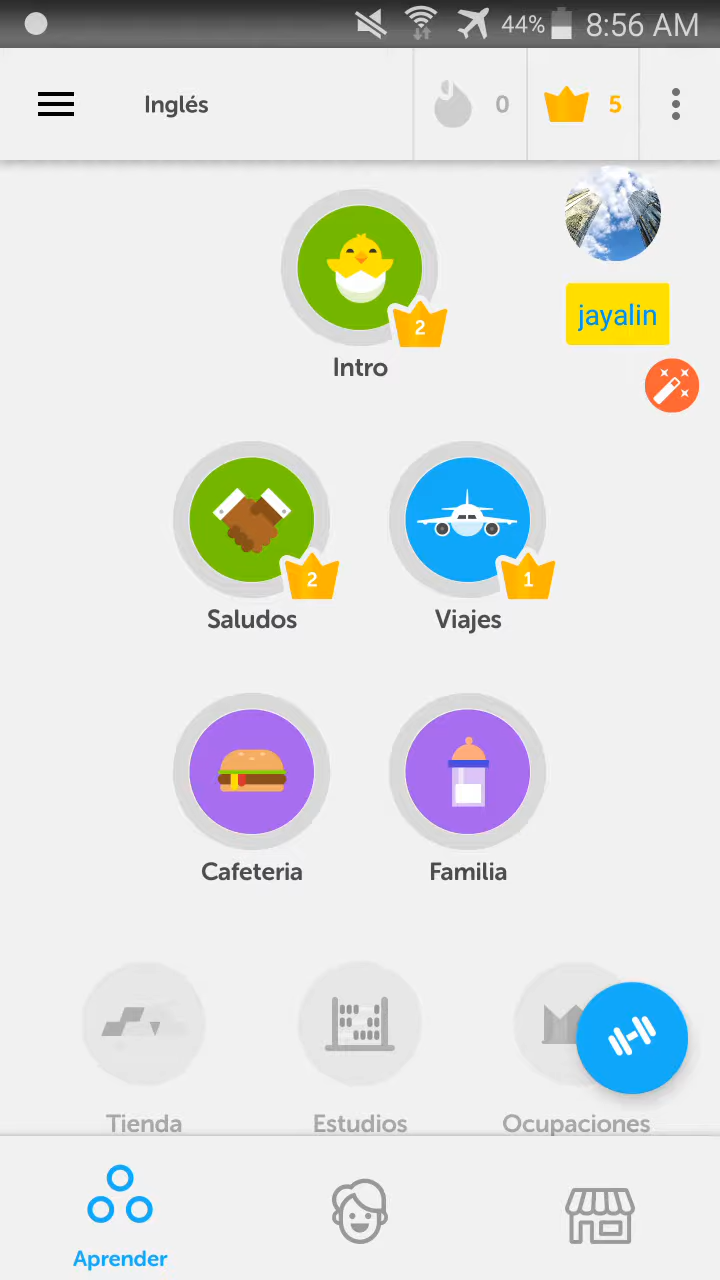 44% 8:56 AM
Inglés 0 5
2
Intro
jayalin
2 1
Saludos Viajes
Cafeteria Familia
Tienda Estudios Ocupaciones
Aprender